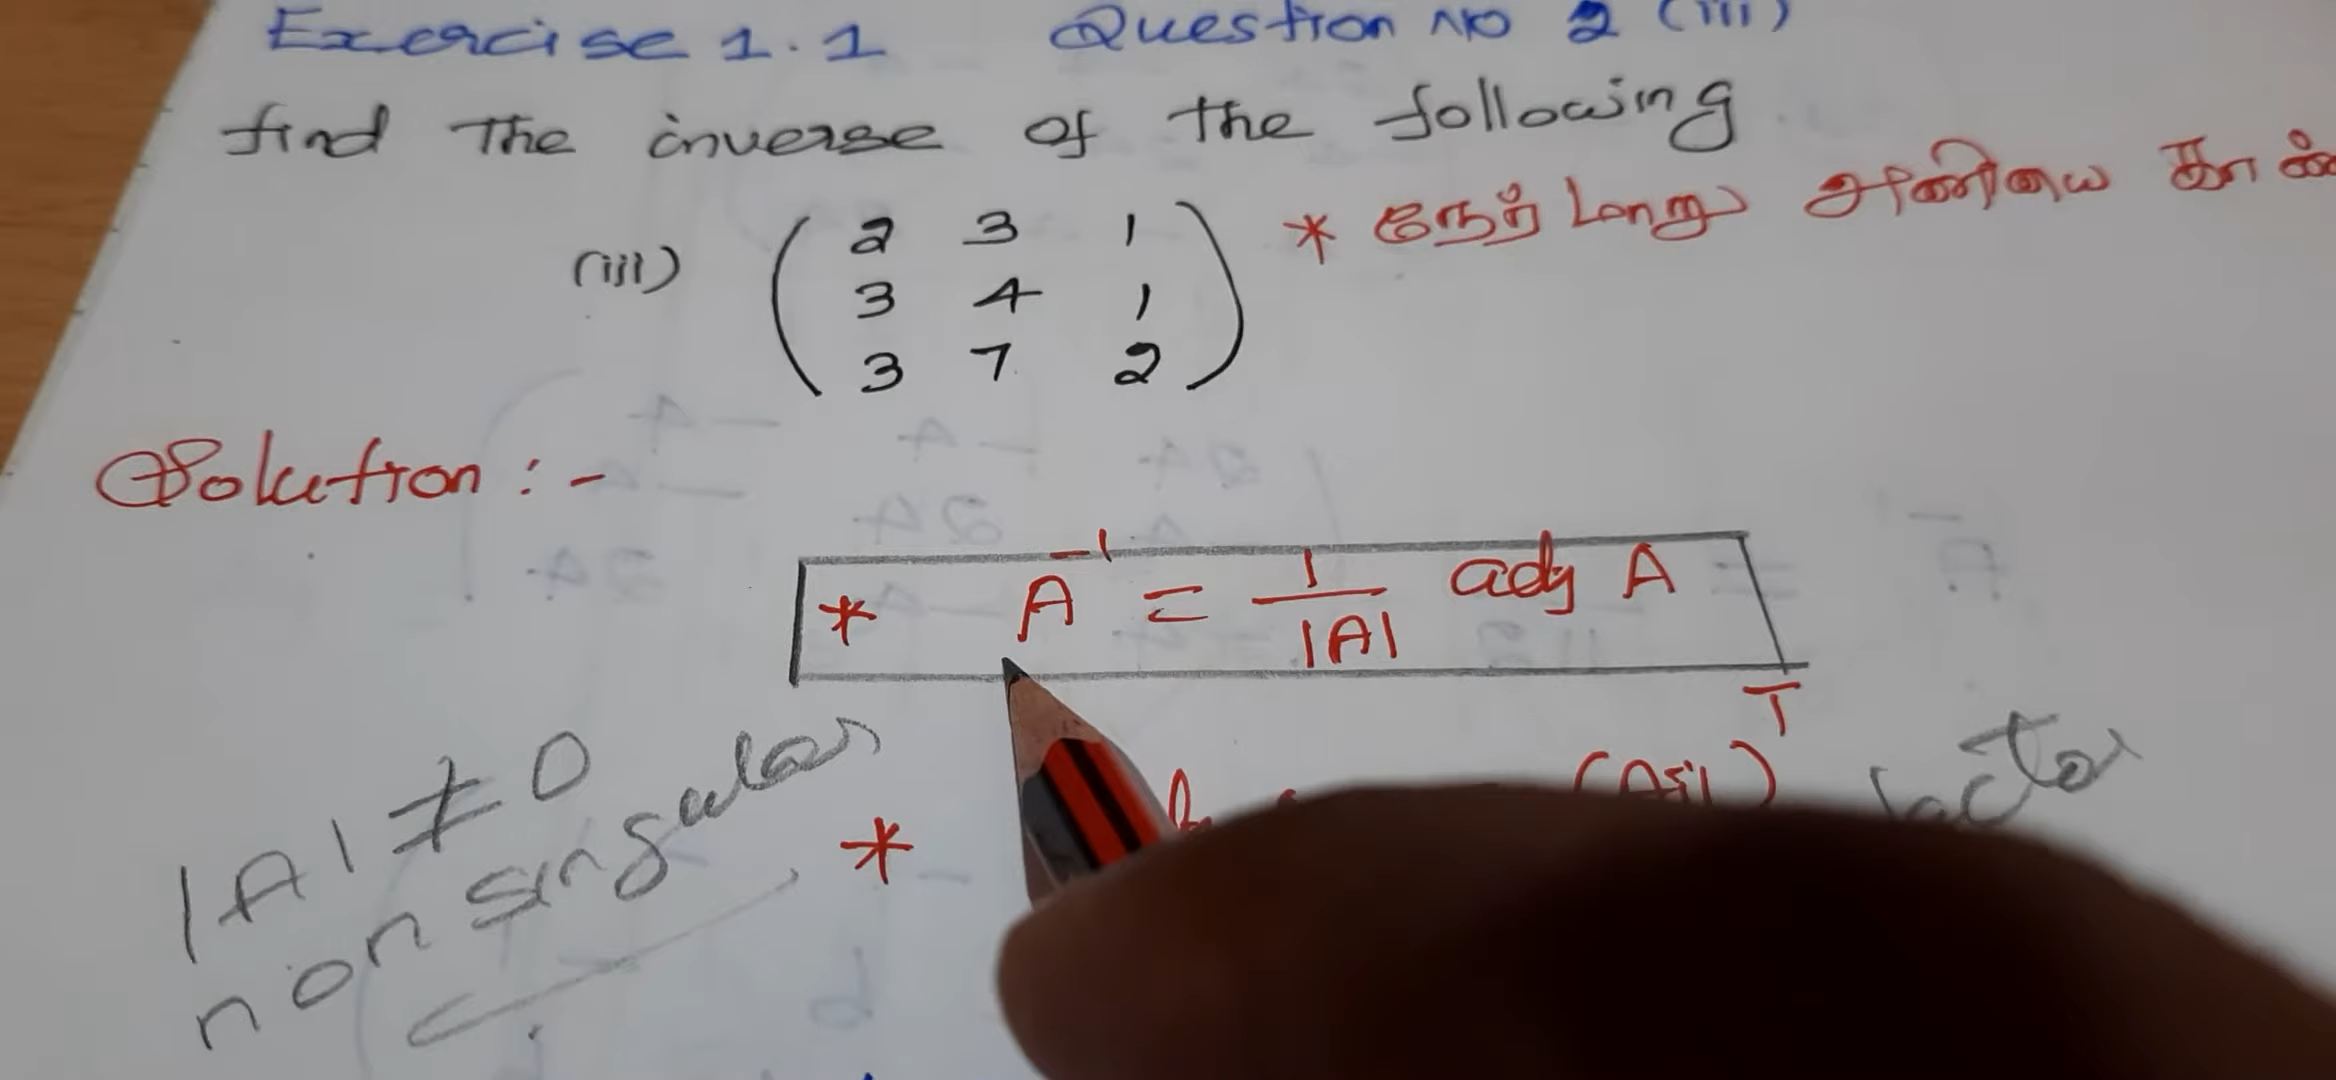 Exercise 1.1 Question No 2 (iii)
find The inverse of the following
* நேர்மாறு அணியை காண்
(iii) ( 2 3 1
3 4 1
3 7 2 )
Solution :-
* A⁻¹ = 1/|A| adj A
|A| ≠ 0
non singular
* (Aij)ᵀ factor